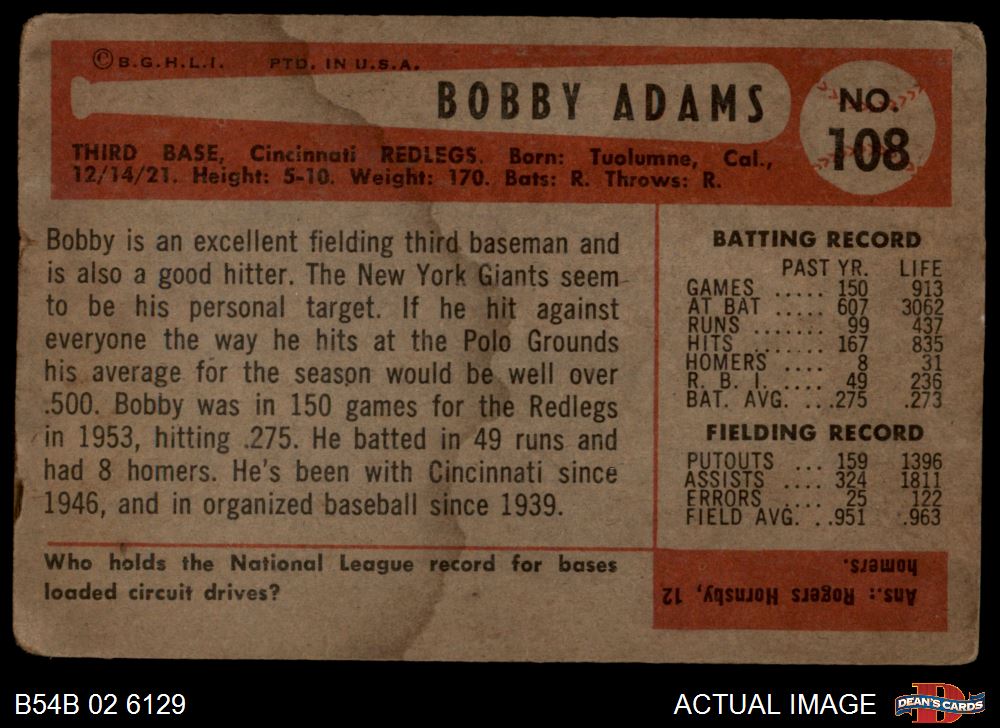 © B.G.H.L.I. PTD. IN U.S.A.
BOBBY ADAMS
NO.
108
THIRD BASE, Cincinnati REDLEGS. Born: Tuolumne, Cal.,
12/14/21. Height: 5-10. Weight: 170. Bats: R. Throws: R.
Bobby is an excellent fielding third baseman and
is also a good hitter. The New York Giants seem
to be his personal target. If he hit against
everyone the way he hits at the Polo Grounds
his average for the season would be well over
.500. Bobby was in 150 games for the Redlegs
in 1953, hitting .275. He batted in 49 runs and
had 8 homers. He's been with Cincinnati since
1946, and in organized baseball since 1939.
BATTING RECORD
PAST YR. LIFE
GAMES ..... 150 913
AT BAT ..... 607 3062
RUNS ....... 99 437
HITS ....... 167 835
HOMERS .... 8 31
R. B. I. .... 49 236
BAT. AVG. ...275 .273
FIELDING RECORD
PUTOUTS ... 159 1396
ASSISTS .... 324 1811
ERRORS .... 25 122
FIELD AVG. ..951 .963
Who holds the National League record for bases
loaded circuit drives?
Ans.: Rogers Hornsby, 12
homers.
B54B 02 6129
ACTUAL IMAGE
DEAN'S CARDS